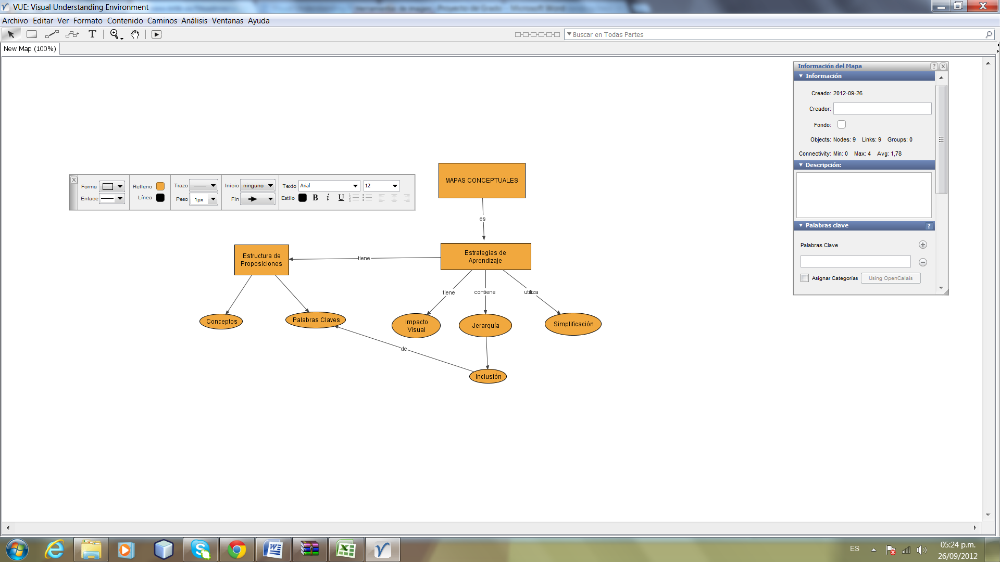 VUE: Visual Understanding Environment
Archivo Editar Ver Formato Contenido Caminos Análisis Ventanas Ayuda
T
Buscar en Todas Partes
New Map (100%)
Información del Mapa
Información
Creado: 2012-09-26
Creador:
Fondo:
Objects: Nodes: 9 Links: 9 Groups: 0
Connectivity: Min: 0 Max: 4 Avg: 1,78
Descripción:
Palabras clave
Palabras Clave
Asignar Categorías Using OpenCalais
Forma Relleno Trazo Inicio ninguno Texto Arial 12
Enlace Línea Peso 1px Fin Estilo B i U
MAPAS CONCEPTUALES
es
Estrategias de
Aprendizaje
tiene
Estructura de
Proposiciones
tiene contiene utiliza
Conceptos
Palabras Claves
Impacto
Visual
Jerarquía
Simplificación
de
Inclusión
ES
05:24 p.m.
26/09/2012